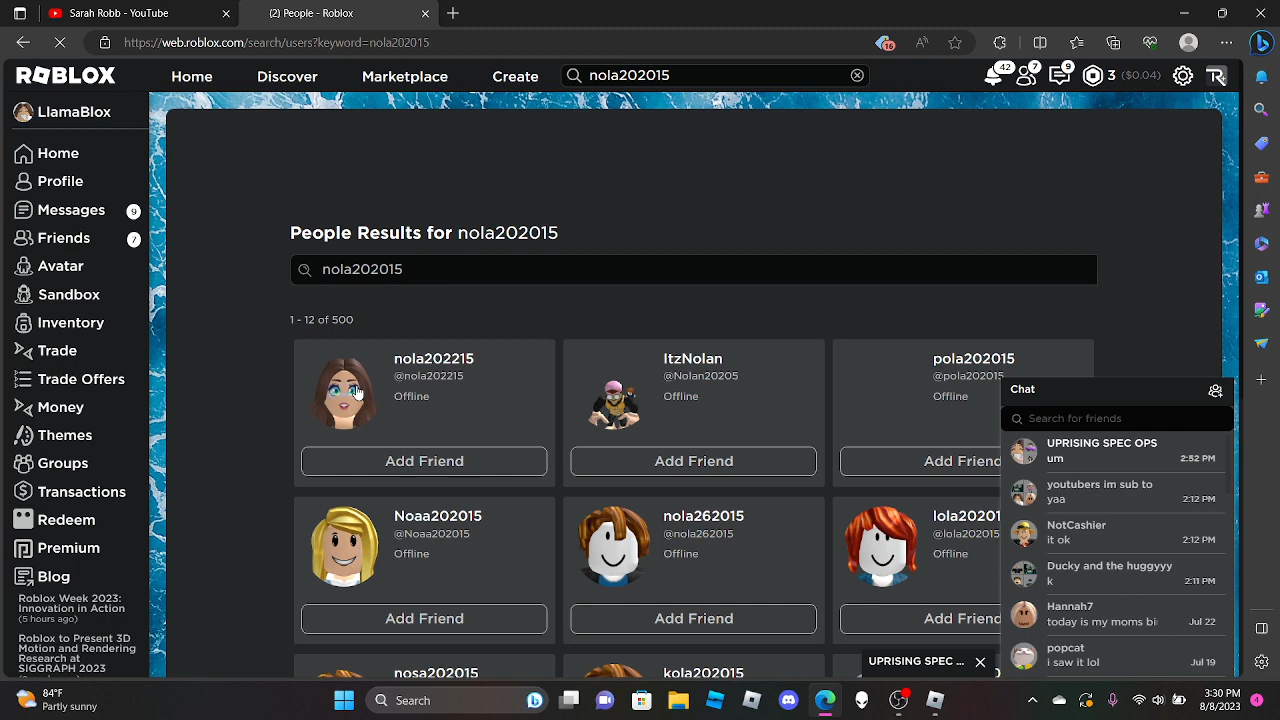 Sarah Robb - YouTube
(2) People - Roblox
https://web.roblox.com/search/users?keyword=nola202015
16
ROBLOX
Home
Discover
Marketplace
Create
nola202015
42
7
9
3 ($0.04)
LlamaBlox
Home
Profile
Messages 9
Friends 7
Avatar
Sandbox
Inventory
Trade
Trade Offers
Money
Themes
Groups
Transactions
Redeem
Premium
Blog
Roblox Week 2023:
Innovation in Action
(5 hours ago)
Roblox to Present 3D
Motion and Rendering
Research at
SIGGRAPH 2023
People Results for nola202015
nola202015
1 - 12 of 500
nola202215
@nola202215
Offline
Add Friend
ItzNolan
@Nolan20205
Offline
Add Friend
pola202015
@pola202015
Offline
Add Friend
Noaa202015
@Noaa202015
Offline
Add Friend
nola262015
@nola262015
Offline
Add Friend
lola2020
@lola20201
Offline
Add Friend
nosa202015
kola202015
Chat
Search for friends
UPRISING SPEC OPS
um 2:52 PM
youtubers im sub to
yaa 2:12 PM
NotCashier
it ok 2:12 PM
Ducky and the huggyyy
k 2:11 PM
Hannah7
today is my moms bi Jul 22
popcat
i saw it lol Jul 19
UPRISING SPEC ...
84°F
Partly sunny
Search
3:30 PM
8/8/2023
4